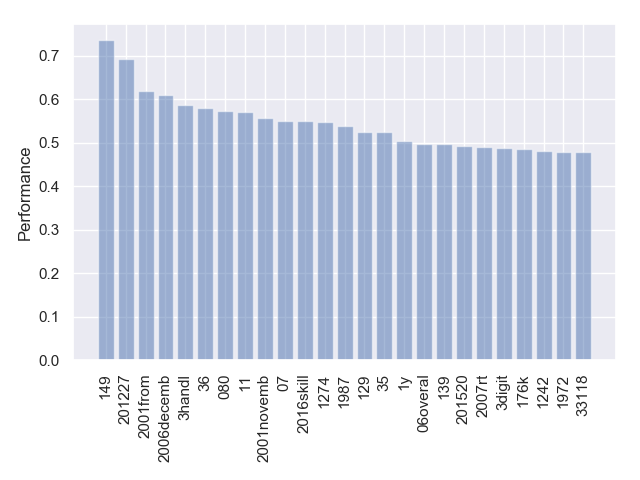 Performance
0.7
0.6
0.5
0.4
0.3
0.2
0.1
0.0
149
201227
2001from
2006decemb
3handl
36
080
11
2001novemb
07
2016skill
1274
1987
129
35
1y
06overal
139
201520
2007rt
3digit
176k
1242
1972
33118